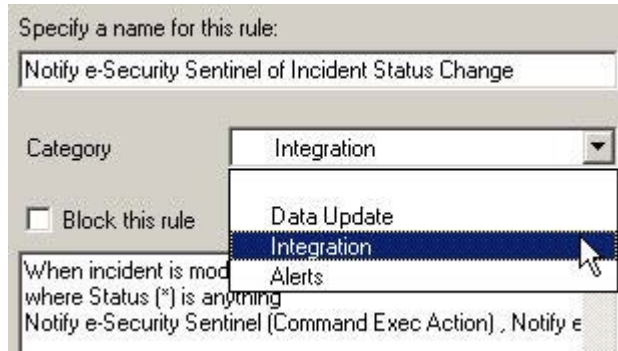 Specify a name for this rule:
Notify e-Security Sentinel of Incident Status Change
Category
Integration
Block this rule
Data Update
Integration
Alerts
When incident is mod
where Status (*) is anything
Notify e-Security Sentinel (Command Exec Action) , Notify e